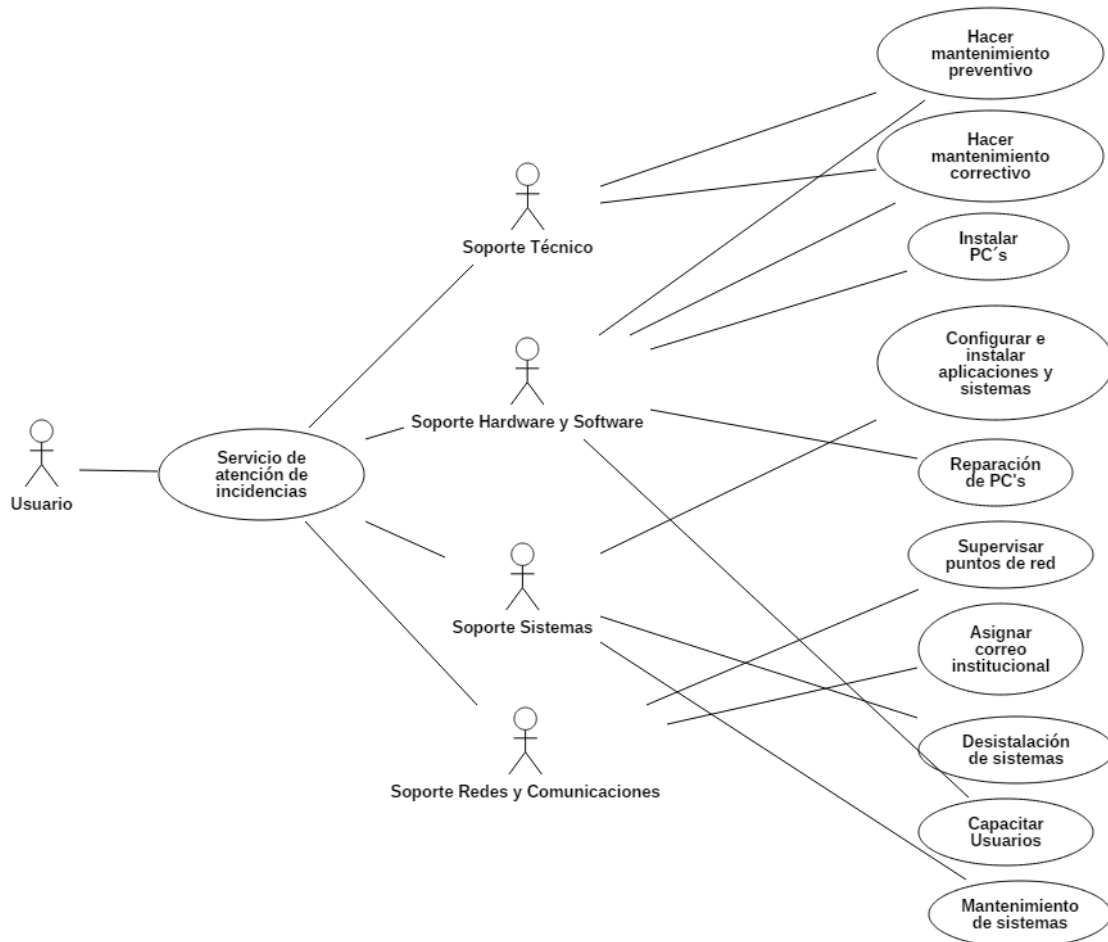 Hacer
mantenimiento
preventivo
Hacer
mantenimiento
correctivo
Soporte Técnico
Instalar
PC´s
Configurar e
instalar
aplicaciones y
sistemas
Soporte Hardware y Software
Usuario
Servicio de
atención de
incidencias
Reparación
de PC's
Supervisar
puntos de red
Soporte Sistemas
Asignar
correo
institucional
Desistalación
de sistemas
Soporte Redes y Comunicaciones
Capacitar
Usuarios
Mantenimiento
de sistemas